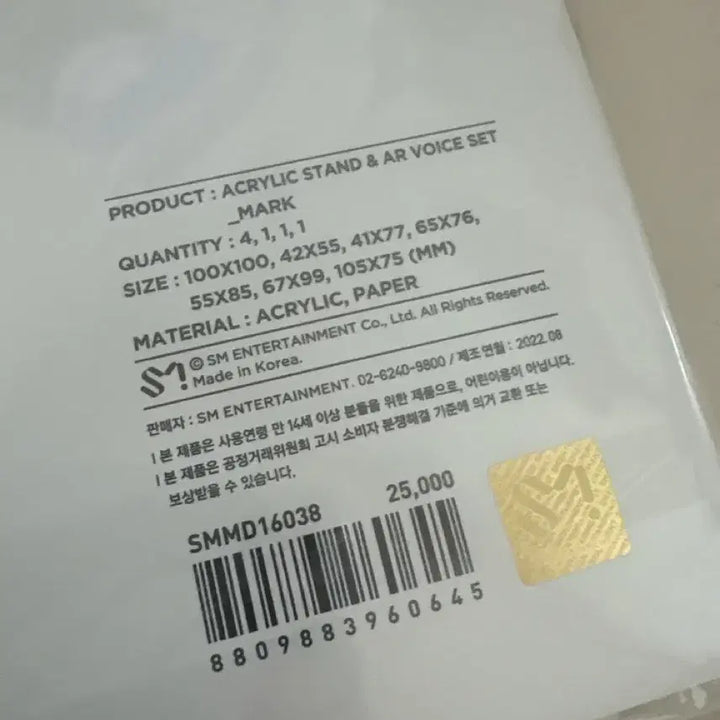 PRODUCT : ACRYLIC STAND & AR VOICE SET
_MARK
QUANTITY : 4, 1, 1, 1
SIZE : 100X100, 42X55, 41X77, 65X76,
55X85, 67X99, 105X75 (MM)
MATERIAL : ACRYLIC, PAPER
SM!
© SM ENTERTAINMENT Co., Ltd. All Rights Reserved.
Made in Korea.
판매자 : SM ENTERTAINMENT. 02-6240-9800 / 제조연월 : 2022.08
| 본 제품은 사용연령 만 14세 이상 분들을 위한 제품으로, 어린이용이 아닙니다.
| 본 제품은 공정거래위원회 고시 소비자 분쟁해결 기준에 의거 교환 또는
보상받을 수 있습니다.
SMMD16038
25,000
8809883960645
SM!